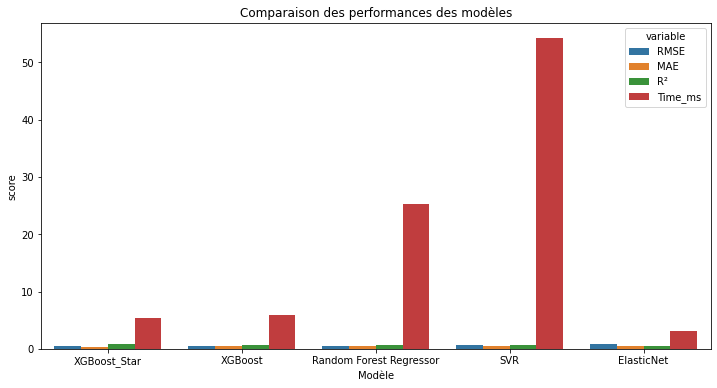 Comparaison des performances des modèles
variable
RMSE
MAE
R²
Time_ms
score
50
40
30
20
10
0
XGBoost_Star
XGBoost
Random Forest Regressor
SVR
ElasticNet
Modèle